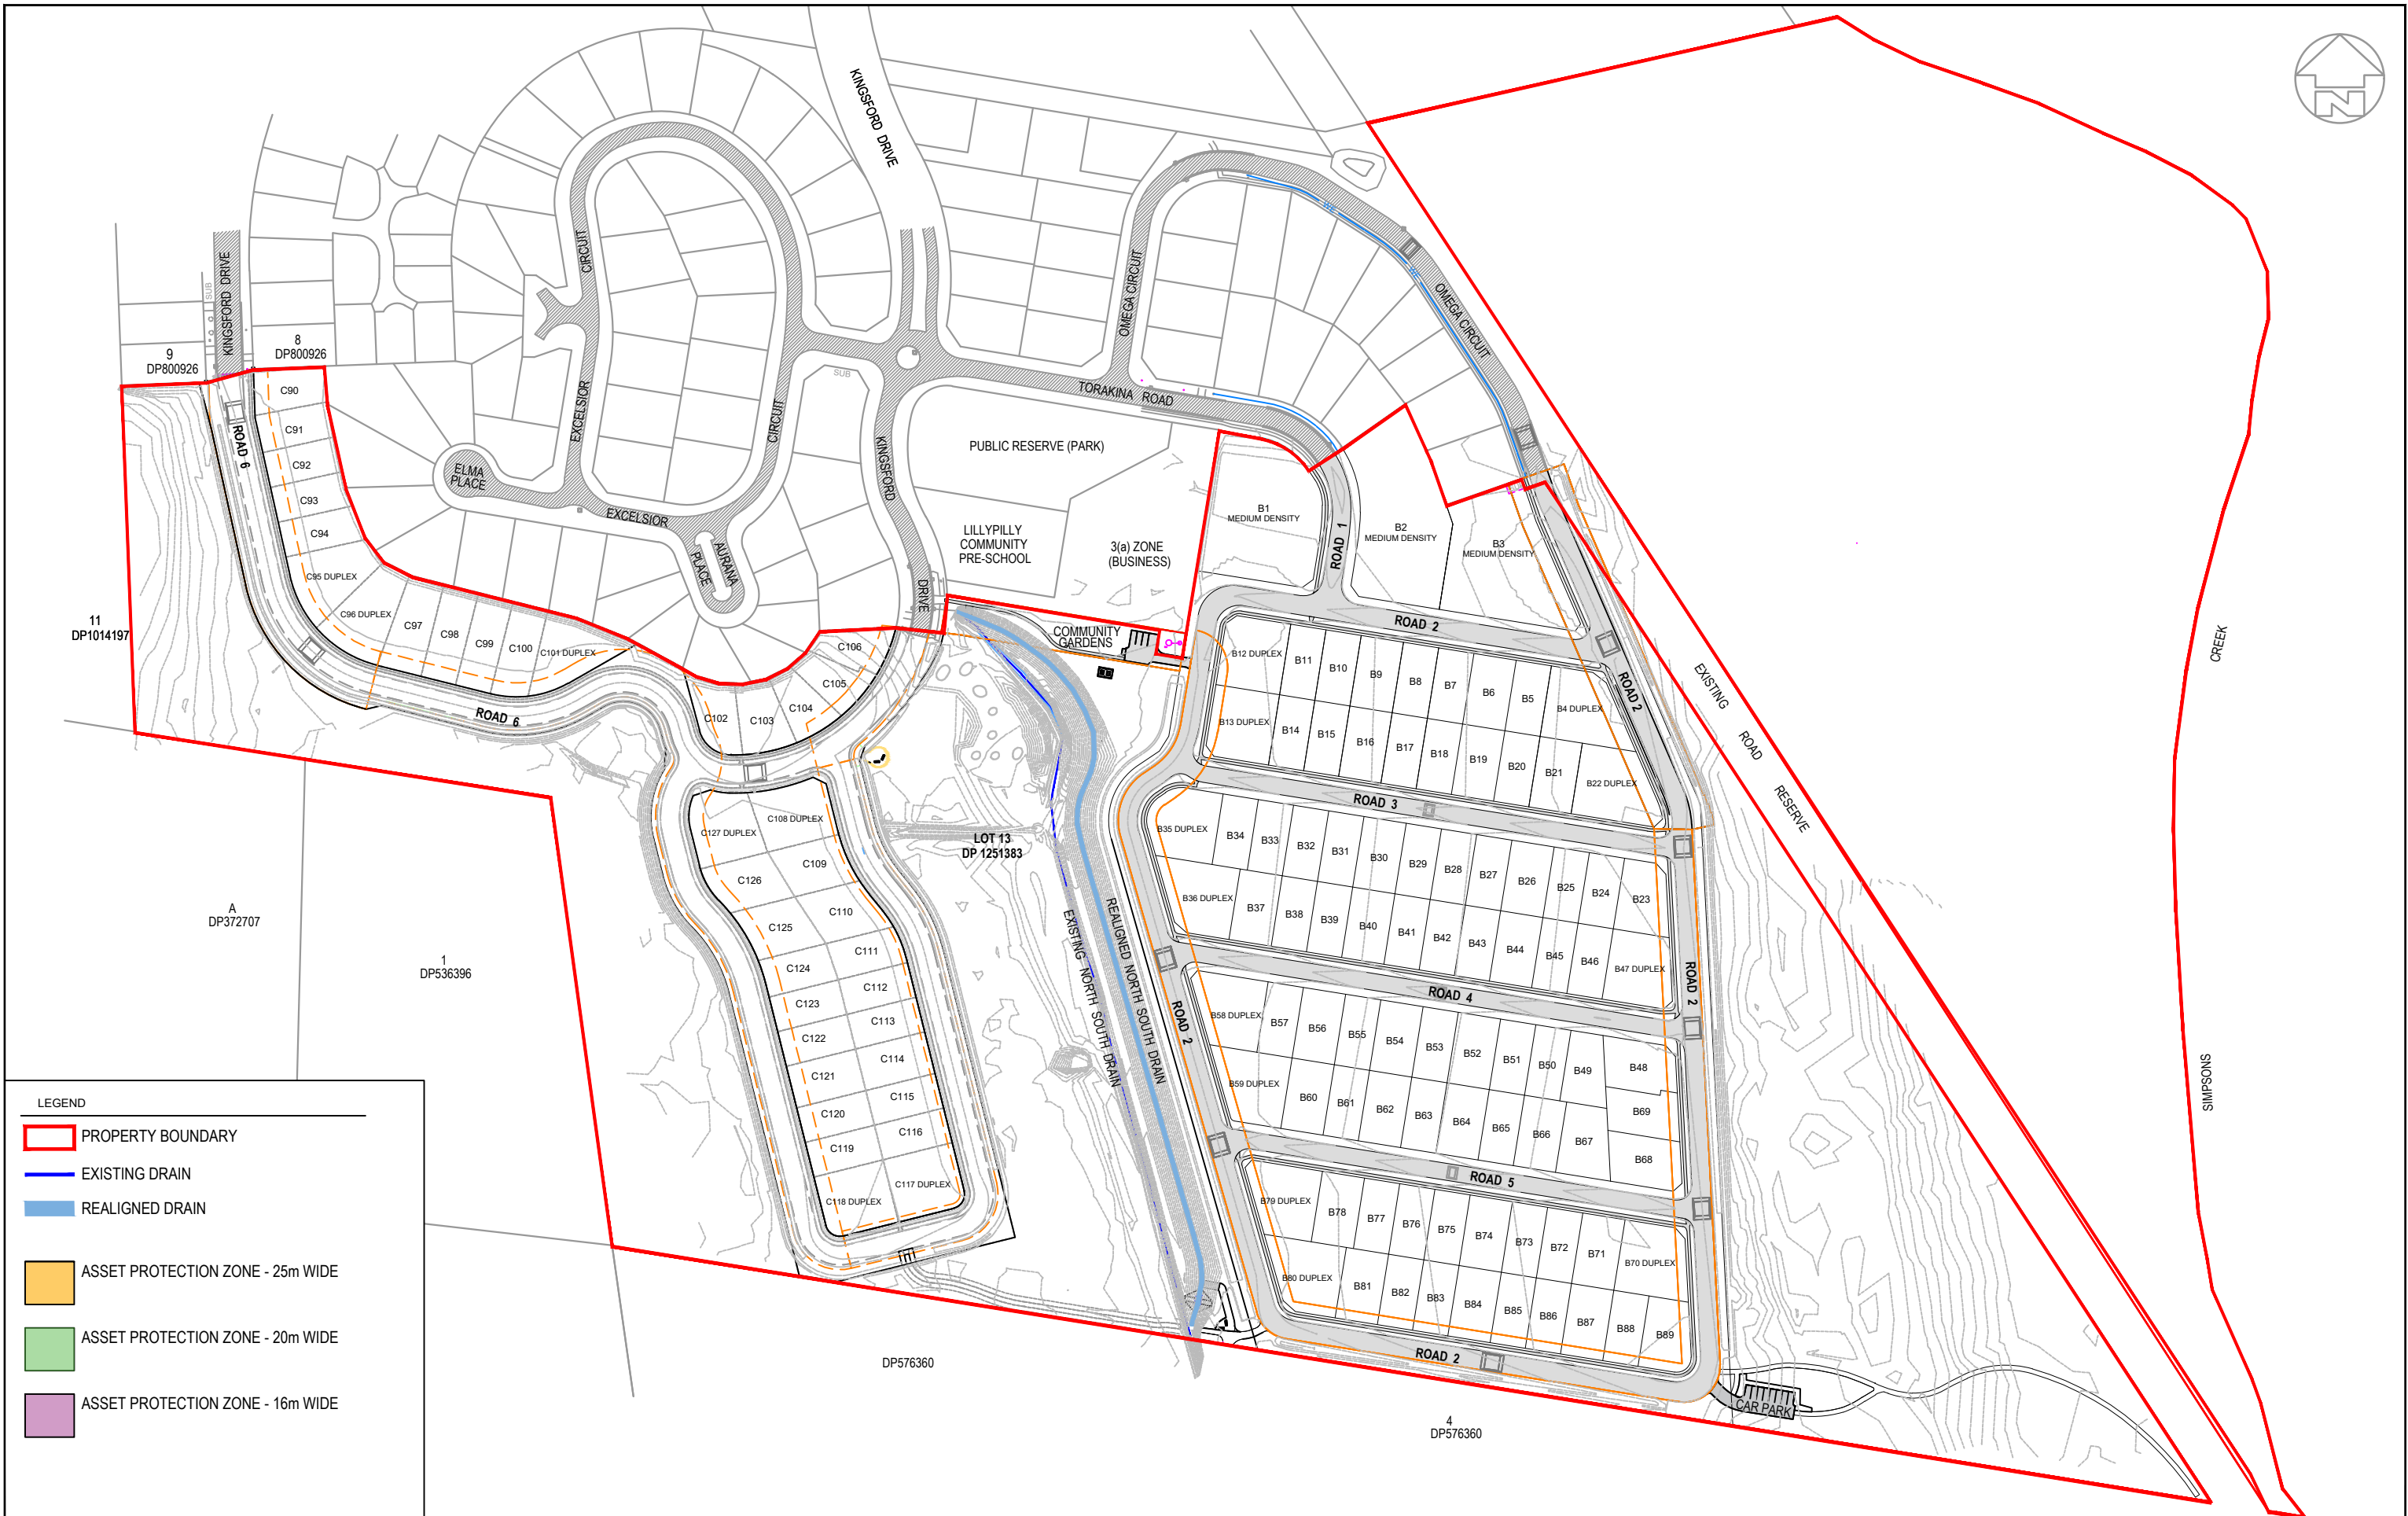 KINGSFORD DRIVE
N
CIRCUIT
KINGSFORD DRIVE
SUB
OMEGA CIRCUIT
WE
WE
OMEGA CIRCUIT
9
DP800926
8
DP800926
SUB
EXCELSIOR
CIRCUIT
KINGSFORD
DRIVE
TORAKINA ROAD
PUBLIC RESERVE (PARK)
ELMA
PLACE
EXCELSIOR
AURANA
PLACE
LILLYPILLY
COMMUNITY
PRE-SCHOOL
3(a) ZONE
(BUSINESS)
B1
MEDIUM DENSITY
ROAD 1
B2
MEDIUM DENSITY
B3
MEDIUM DENSITY
ROAD 6
C90
C91
C92
C93
C94
C95 DUPLEX
C96 DUPLEX
C97
C98
C99
C100
C101 DUPLEX
11
DP1014197
ROAD 6
C102
C103
C104
C105
C106
COMMUNITY
GARDENS
ROAD 2
ROAD 2
B12 DUPLEX
B11
B10
B9
B8
B7
B6
B5
B4 DUPLEX
B13 DUPLEX
B14
B15
B16
B17
B18
B19
B20
B21
B22 DUPLEX
EXISTING
ROAD
RESERVE
CREEK
SIMPSONS
ROAD 3
C127 DUPLEX
C108 DUPLEX
C126
C109
C125
C110
C124
C111
C123
C112
C122
C113
C121
C114
C120
C115
C119
C116
C118 DUPLEX
C117 DUPLEX
LOT 13
DP 1251383
EXISTING NORTH SOUTH DRAIN
REALIGNED NORTH SOUTH DRAIN
B35 DUPLEX
B34
B33
B32
B31
B30
B29
B28
B27
B26
B25
B24
B23
B36 DUPLEX
B37
B38
B39
B40
B41
B42
B43
B44
B45
B46
B47 DUPLEX
ROAD 2
ROAD 2
ROAD 4
B58 DUPLEX
B57
B56
B55
B54
B53
B52
B51
B50
B49
B48
B59 DUPLEX
B60
B61
B62
B63
B64
B65
B66
B67
B69
B68
ROAD 5
B79 DUPLEX
B78
B77
B76
B75
B74
B73
B72
B71
B70 DUPLEX
B80 DUPLEX
B81
B82
B83
B84
B85
B86
B87
B88
B89
ROAD 2
CAR PARK
A
DP372707
1
DP536396
DP576360
4
DP576360
LEGEND
PROPERTY BOUNDARY
EXISTING DRAIN
REALIGNED DRAIN
ASSET PROTECTION ZONE - 25m WIDE
ASSET PROTECTION ZONE - 20m WIDE
ASSET PROTECTION ZONE - 16m WIDE